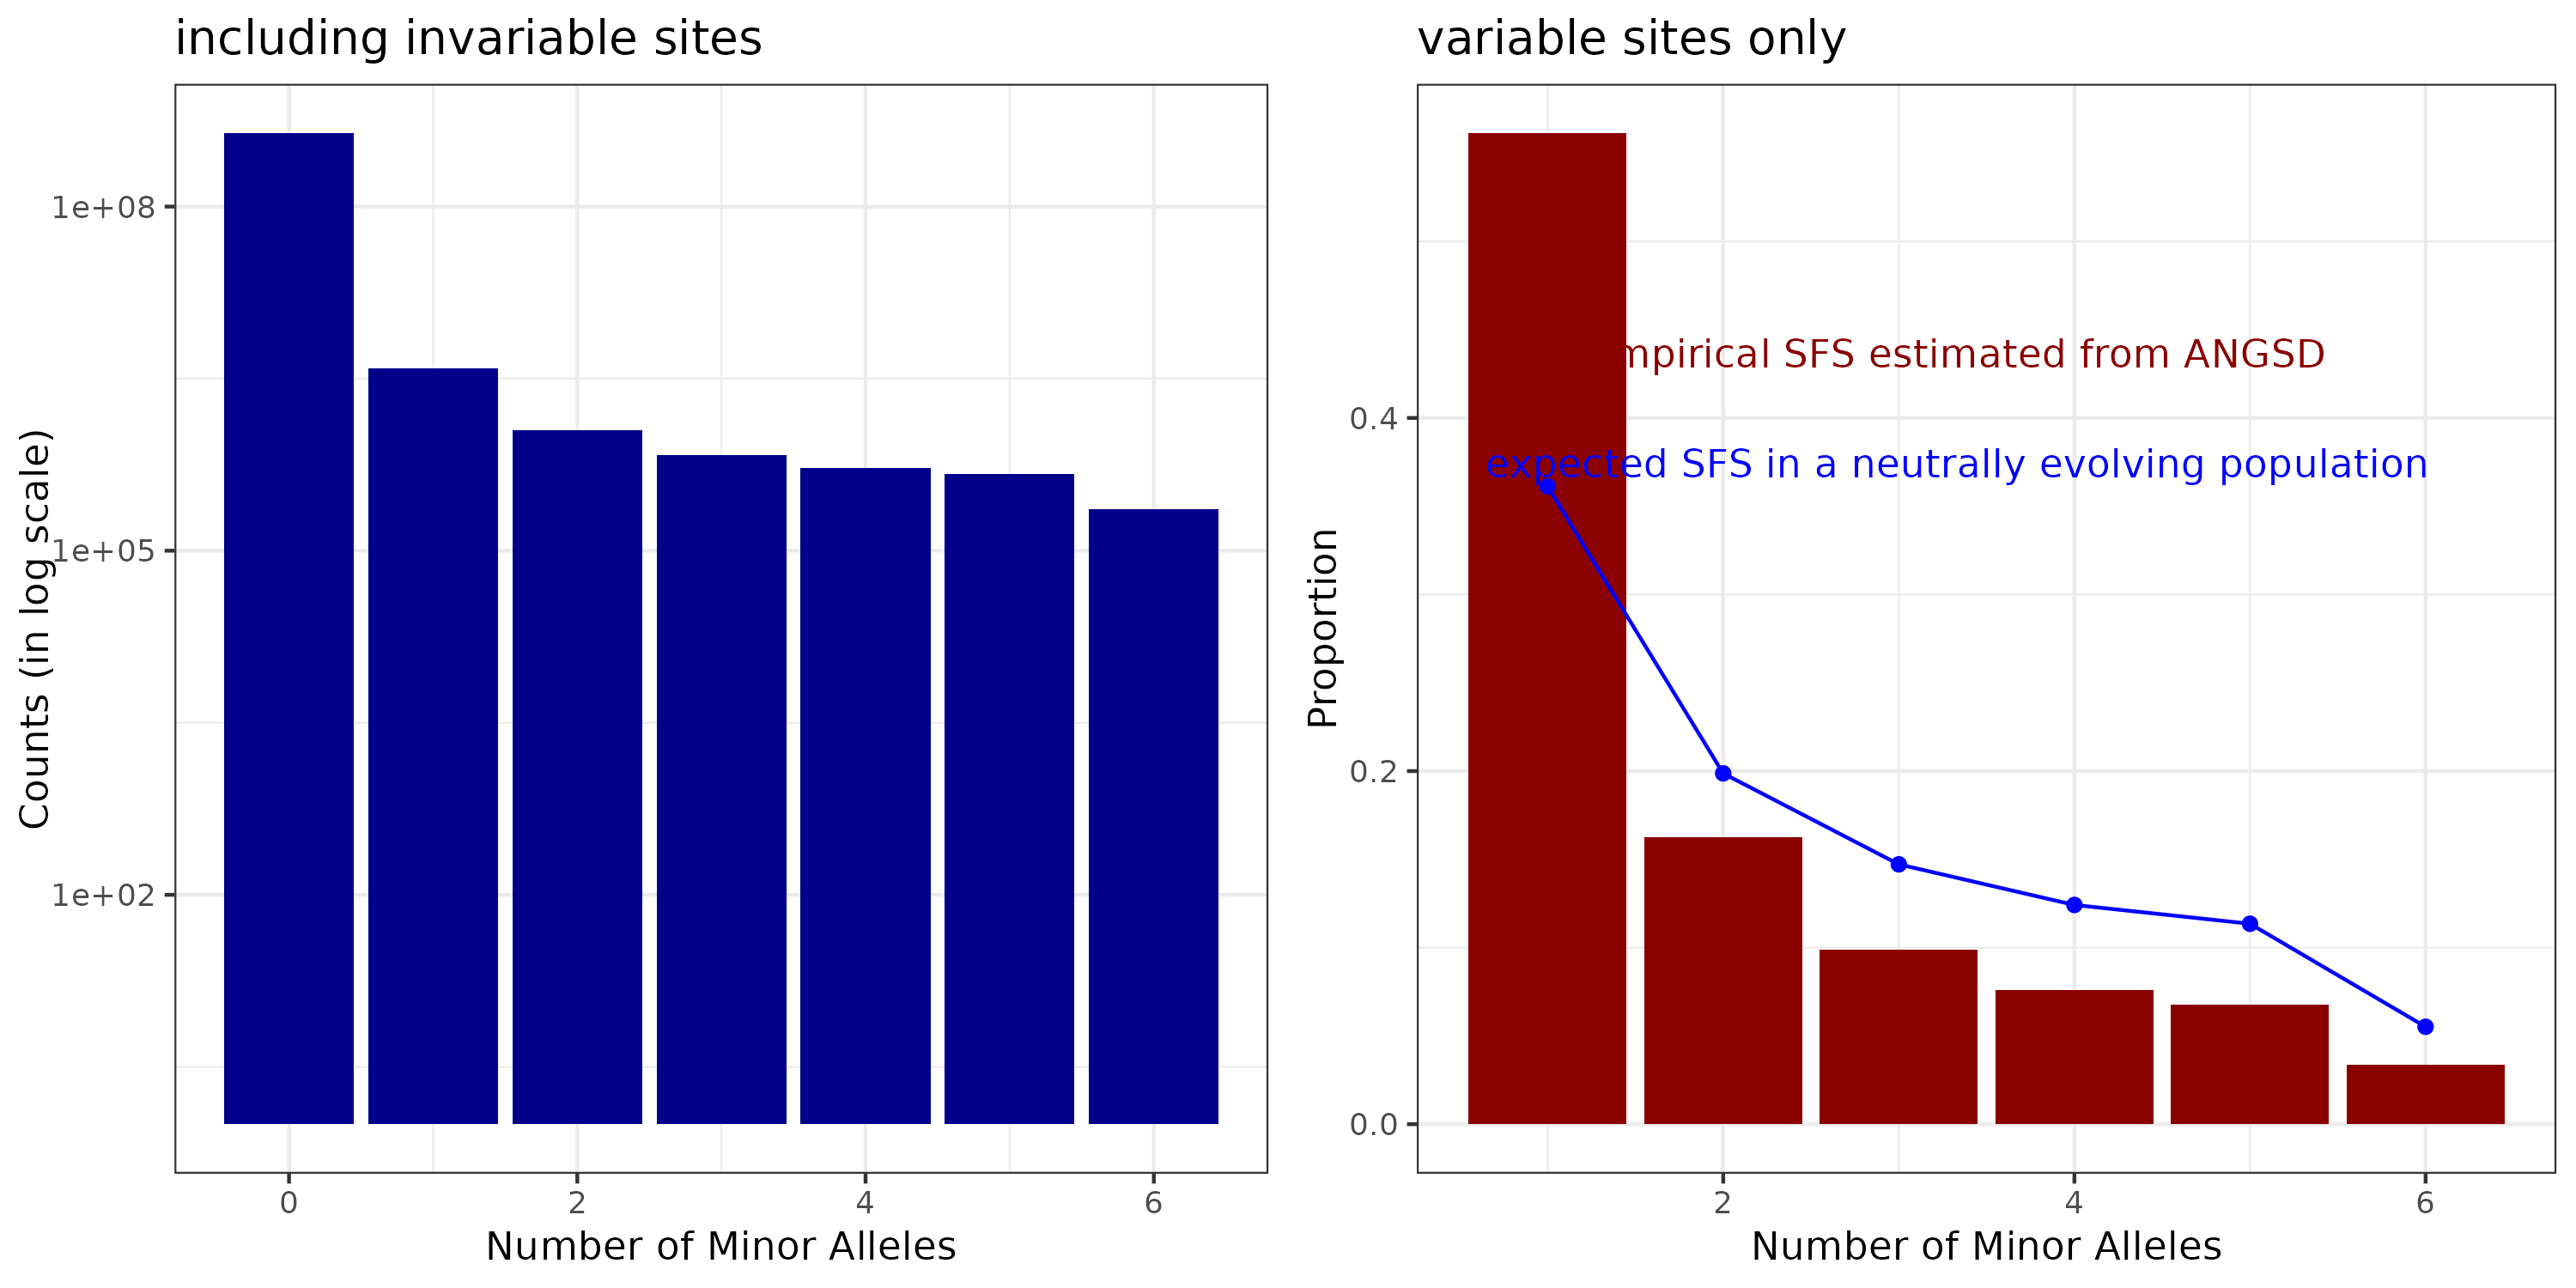 including invariable sites
1e+08
1e+05
1e+02
Counts (in log scale)
0 2 4 6
Number of Minor Alleles
variable sites only
SFS estimated from ANGSD
expected SFS in a neutrally evolving population
0.4
0.2
0.0
Proportion
2 4 6
Number of Minor Alleles